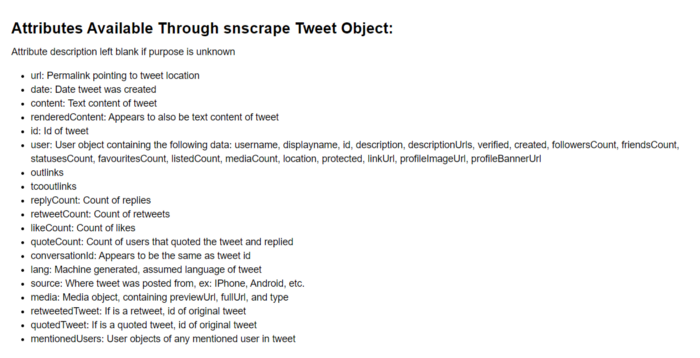 Attributes Available Through snscrape Tweet Object:
Attribute description left blank if purpose is unknown
• url: Permalink pointing to tweet location
• date: Date tweet was created
• content: Text content of tweet
• renderedContent: Appears to also be text content of tweet
• id: Id of tweet
• user: User object containing the following data: username, displayname, id, description, descriptionUrls, verified, created, followersCount, friendsCount,
statusesCount, favouritesCount, listedCount, mediaCount, location, protected, linkUrl, profileImageUrl, profileBannerUrl
• outlinks
• tcooutlinks
• replyCount: Count of replies
• retweetCount: Count of retweets
• likeCount: Count of likes
• quoteCount: Count of users that quoted the tweet and replied
• conversationId: Appears to be the same as tweet id
• lang: Machine generated, assumed language of tweet
• source: Where tweet was posted from, ex: IPhone, Android, etc.
• media: Media object, containing previewUrl, fullUrl, and type
• retweetedTweet: If is a retweet, id of original tweet
• quotedTweet: If is a quoted tweet, id of original tweet
• mentionedUsers: User objects of any mentioned user in tweet